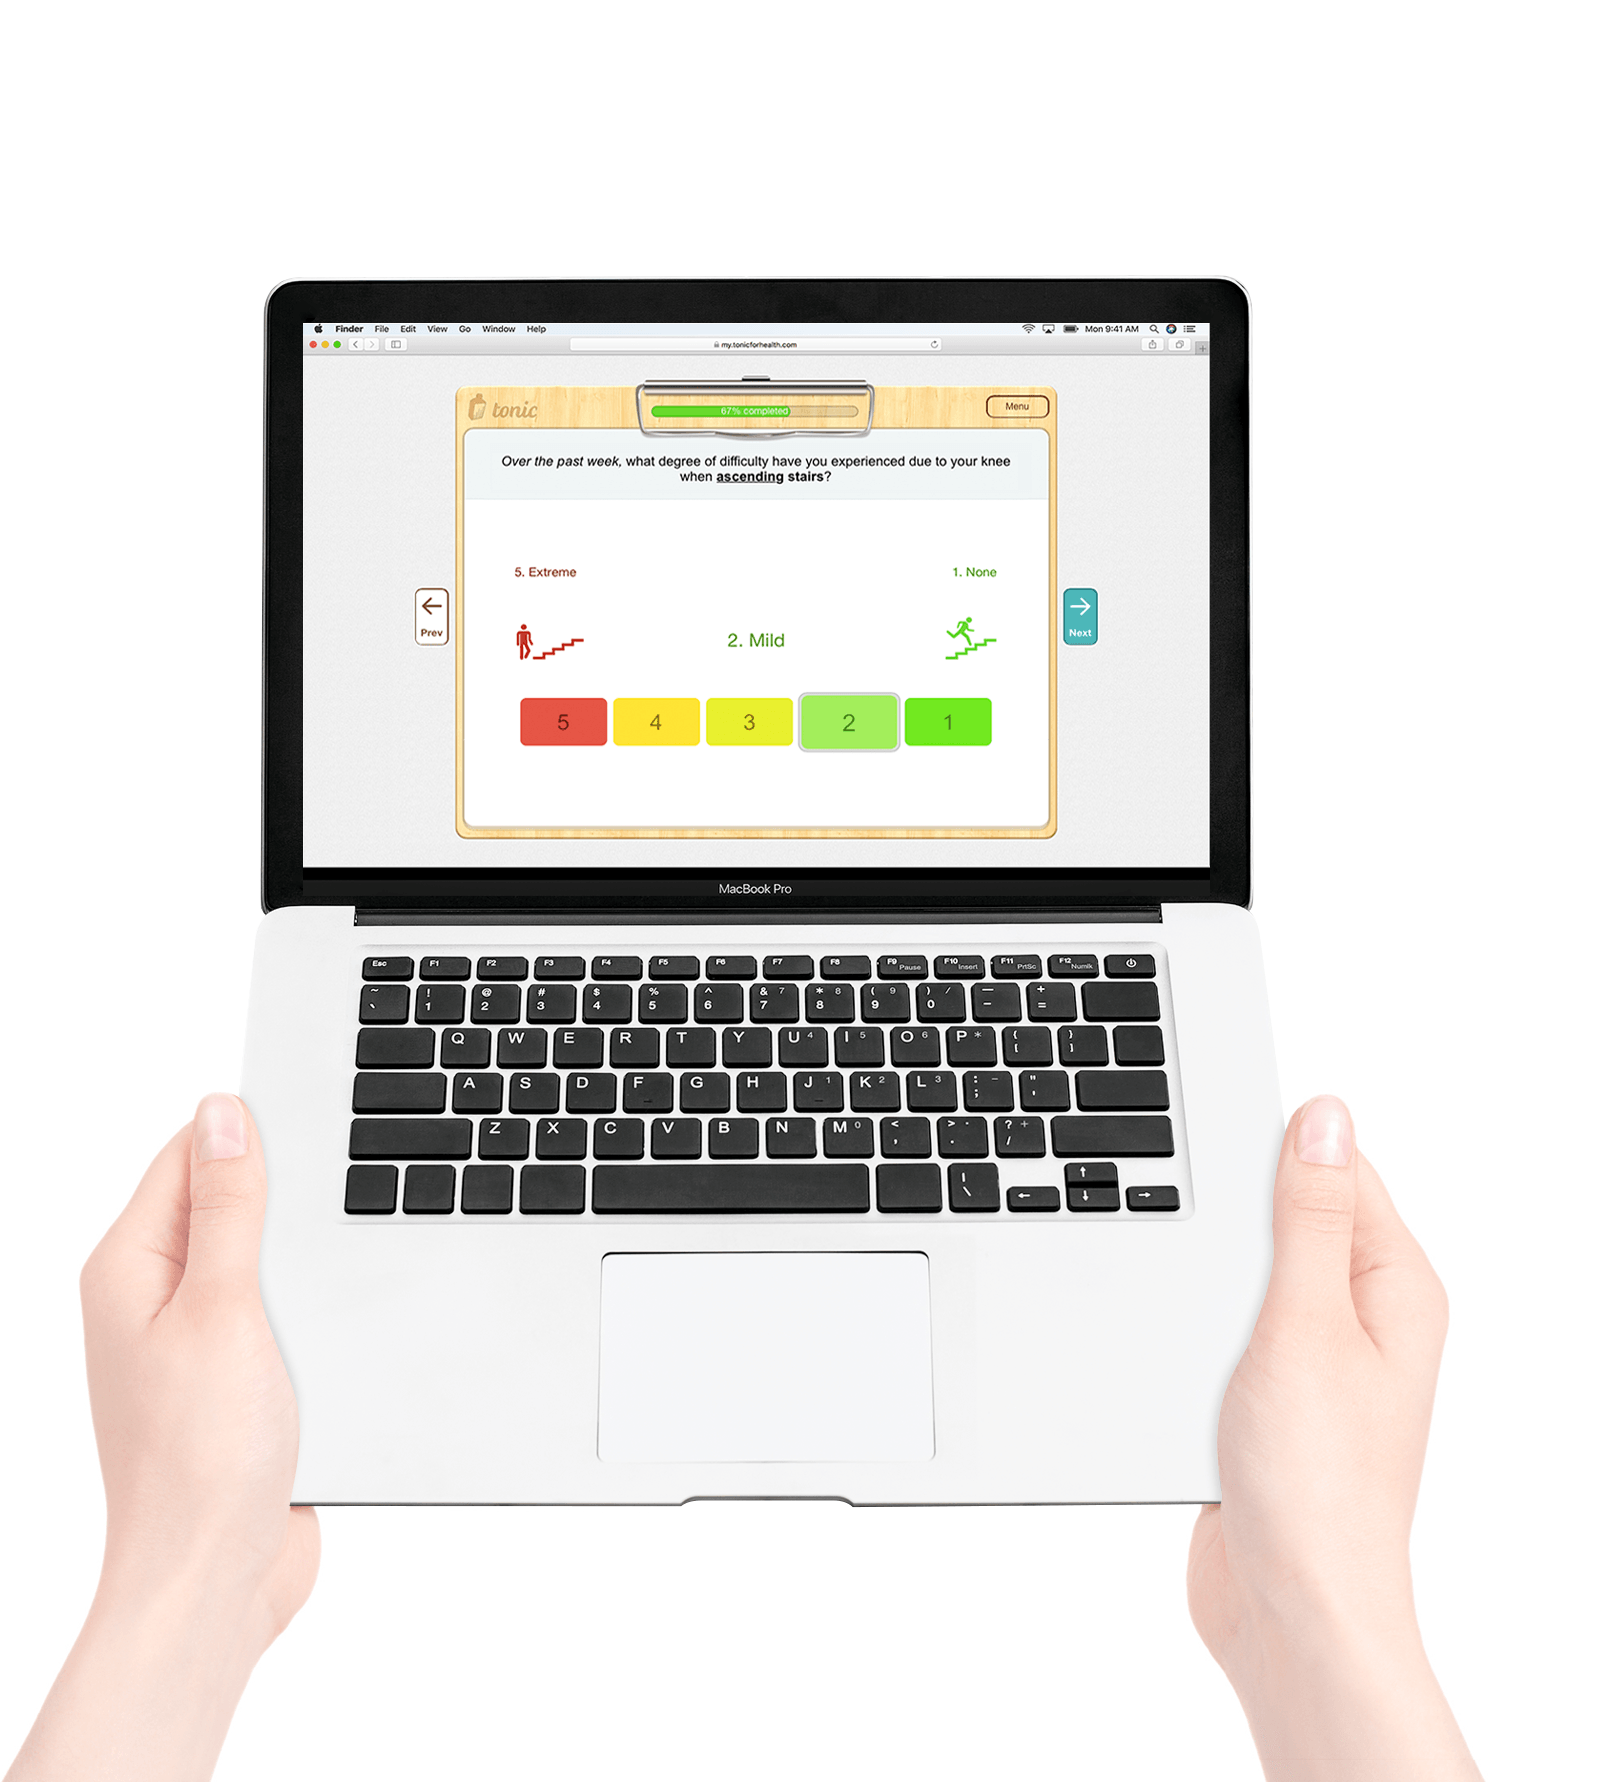 Finder File Edit View Go Window Help Mon 9:41 AM
my.tonicforhealth.com
tonic 67% completed Menu
Over the past week, what degree of difficulty have you experienced due to your knee
when ascending stairs?
5. Extreme 1. None
Prev 2. Mild Next
5 4 3 2 1
MacBook Pro
Esc F1 F2 F3 F4 F5 F6 F7 F8 F9 Pause F10 Insert F11 PrtSc F12 Numlk
~ ! @ # $ % ^ & 7 * 8 ( 9 ) / — +
` 1 2 3 4 5 6 7 8 9 0 - =
Q W E R T Y U 4 I 5 O 6 P * { }
[ ]
A S D F G H J 1 K 2 L 3 : - "
; '
Z X C V B N M 0 < > . ? +
, . /
| ↑
\ ← ↓ →